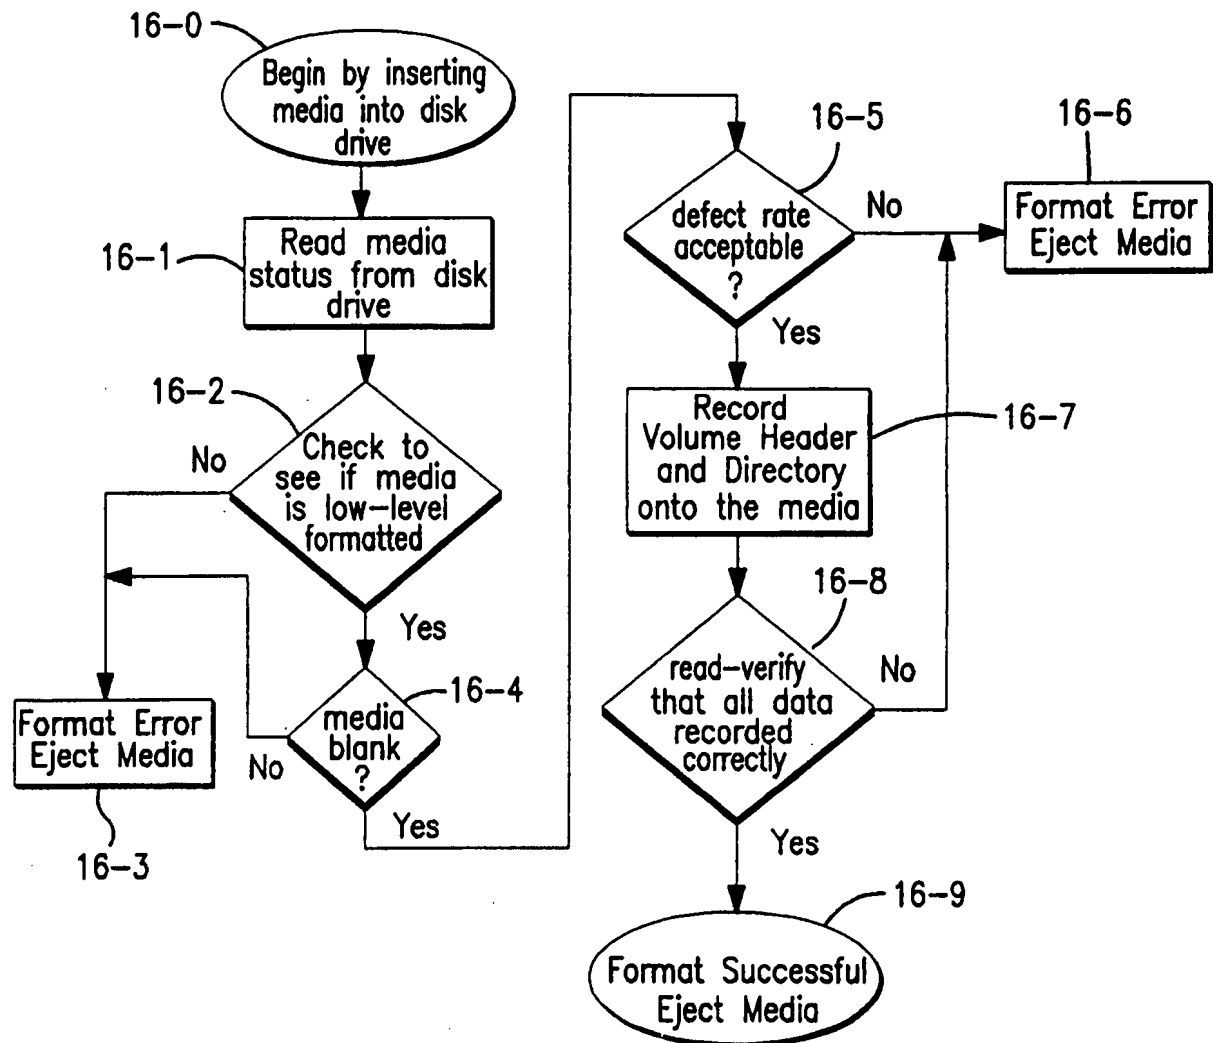 16-0
Begin by inserting
media into disk
drive
16-1
Read media
status from disk
drive
16-2
Check to
see if media
is low-level
formatted
No
Yes
16-3
Format Error
Eject Media
16-4
media
blank
?
No
Yes
16-5
defect rate
acceptable
?
No
Yes
16-6
Format Error
Eject Media
16-7
Record
Volume Header
and Directory
onto the media
16-8
read-verify
that all data
recorded
correctly
No
Yes
16-9
Format Successful
Eject Media